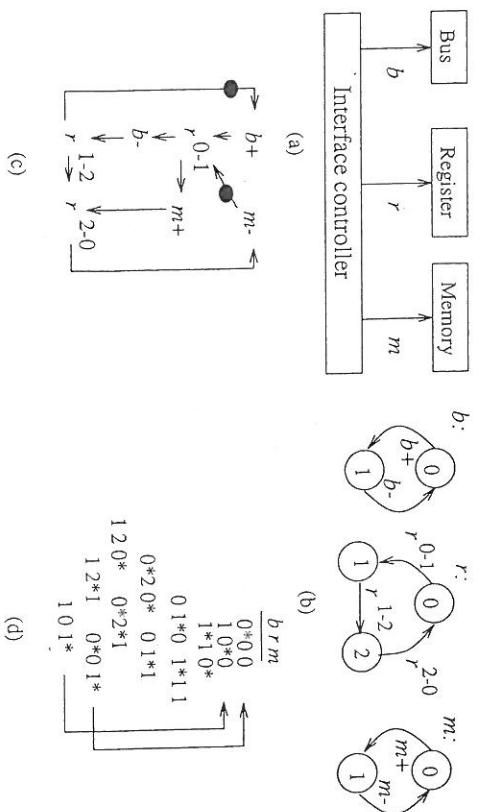 Bus Register Memory
b r m
Interface controller
(a)
b: r: m:
0 0 0
b+ b- r 0-1 r 2-0 m+ m-
1 1 r 1-2 2 1
(b)
b+ m-
r 0-1 m+
b-
r 1-2 r 2-0
(c)
b r m
0*0 0
1 0*0
1*1 0*
0 1*0 1*1 1
0*2 0* 0 1*1
1 2 0* 0*2*1
1 2*1 0*0 1*
1 0 1*
(d)